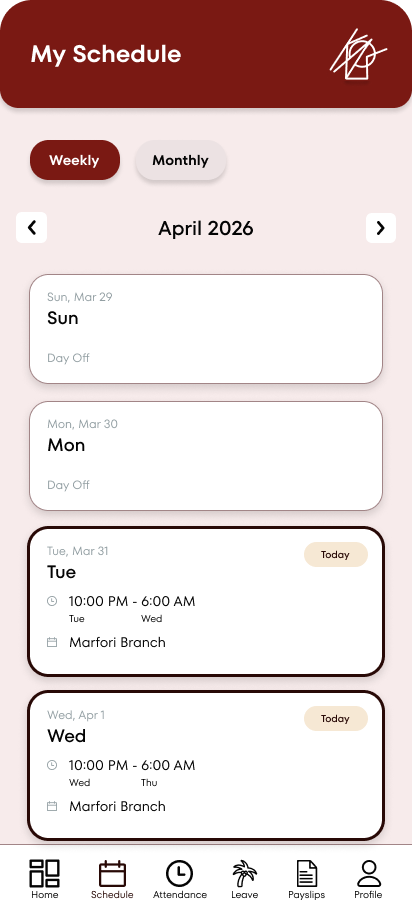 My Schedule
Weekly
Monthly
April 2026
Sun, Mar 29
Sun
Day Off
Mon, Mar 30
Mon
Day Off
Tue, Mar 31
Today
Tue
10:00 PM - 6:00 AM
Tue Wed
Marfori Branch
Wed, Apr 1
Today
Wed
10:00 PM - 6:00 AM
Wed Thu
Marfori Branch
Home Schedule Attendance Leave Payslips Profile